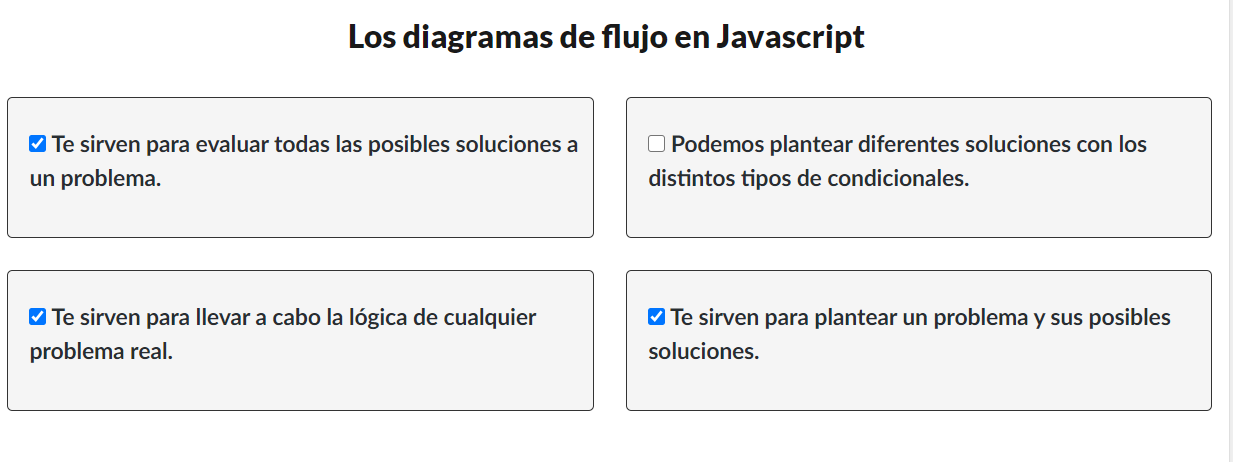 Los diagramas de flujo en Javascript
Te sirven para evaluar todas las posibles soluciones a
un problema.
Podemos plantear diferentes soluciones con los
distintos tipos de condicionales.
Te sirven para llevar a cabo la lógica de cualquier
problema real.
Te sirven para plantear un problema y sus posibles
soluciones.